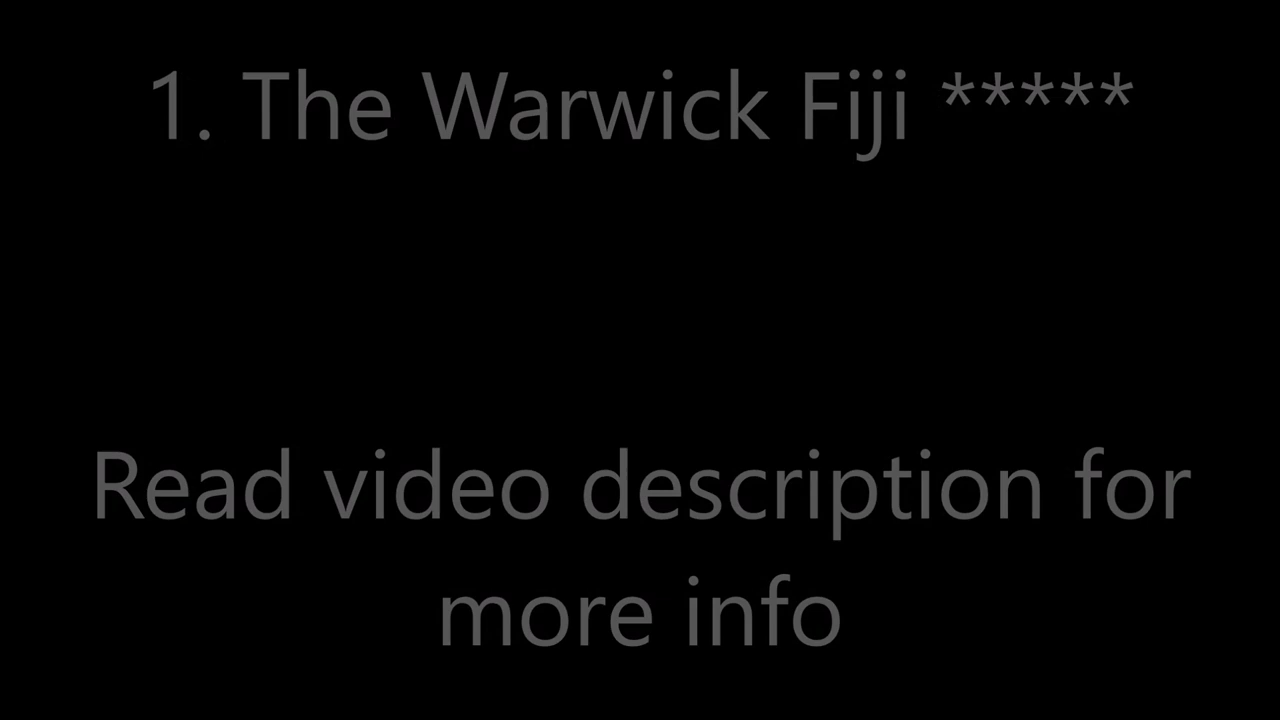 1. The Warwick Fiji *****
Read video description for
more info